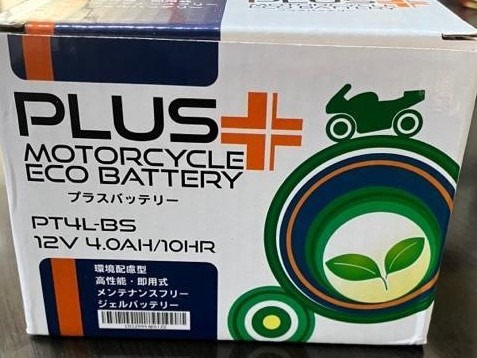 PLUS
MOTORCYCLE
ECO BATTERY
プラスバッテリー
PT4L-BS
12V 4.0AH/10HR
環境配慮型
高性能・即用式
メンテナンスフリー
ジェルバッテリー